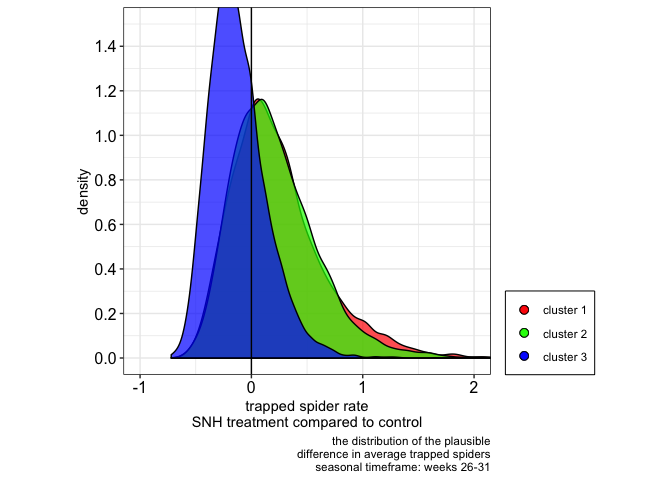 1.4
1.2
1.0
0.8
0.6
0.4
0.2
0.0
density
-1
0
1
2
trapped spider rate
SNH treatment compared to control
cluster 1
cluster 2
cluster 3
the distribution of the plausible
difference in average trapped spiders
seasonal timeframe: weeks 26-31